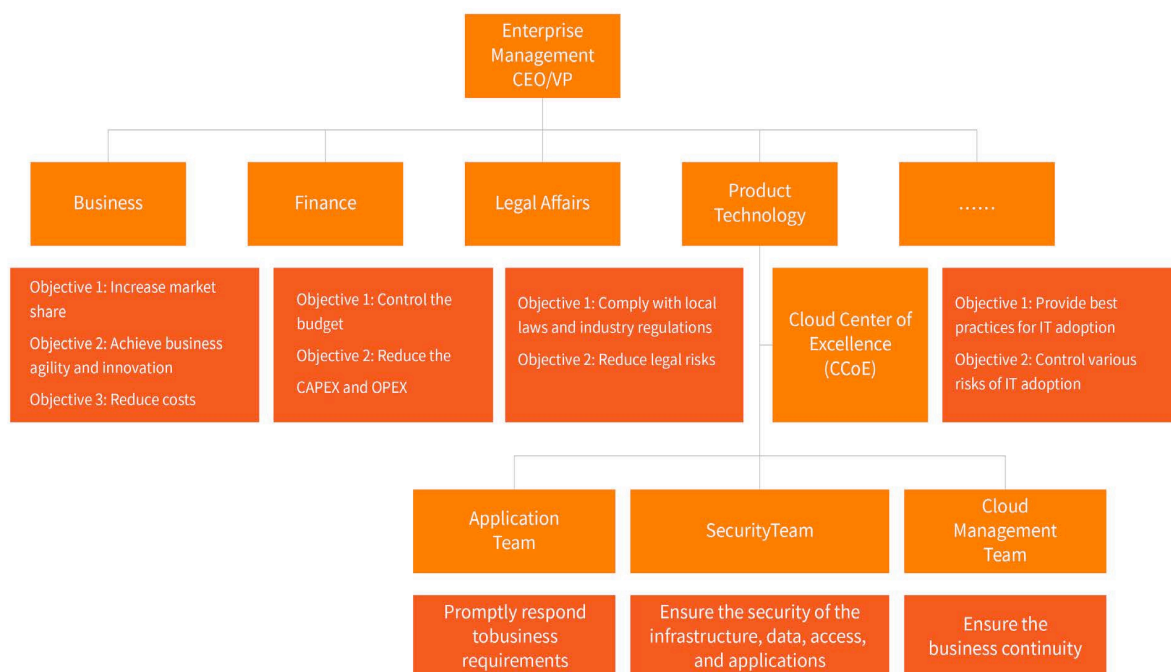 Enterprise
Management
CEO/VP
Business
Finance
Legal Affairs
Product
Technology
......
Objective 1: Increase market
share
Objective 2: Achieve business
agility and innovation
Objective 3: Reduce costs
Objective 1: Control the
budget
Objective 2: Reduce the
CAPEX and OPEX
Objective 1: Comply with local
laws and industry regulations
Objective 2: Reduce legal risks
Cloud Center of
Excellence
(CCoE)
Objective 1: Provide best
practices for IT adoption
Objective 2: Control various
risks of IT adoption
Application
Team
SecurityTeam
Cloud
Management
Team
Promptly respond
tobusiness
requirements
Ensure the security of the
infrastructure, data, access,
and applications
Ensure the
business continuity